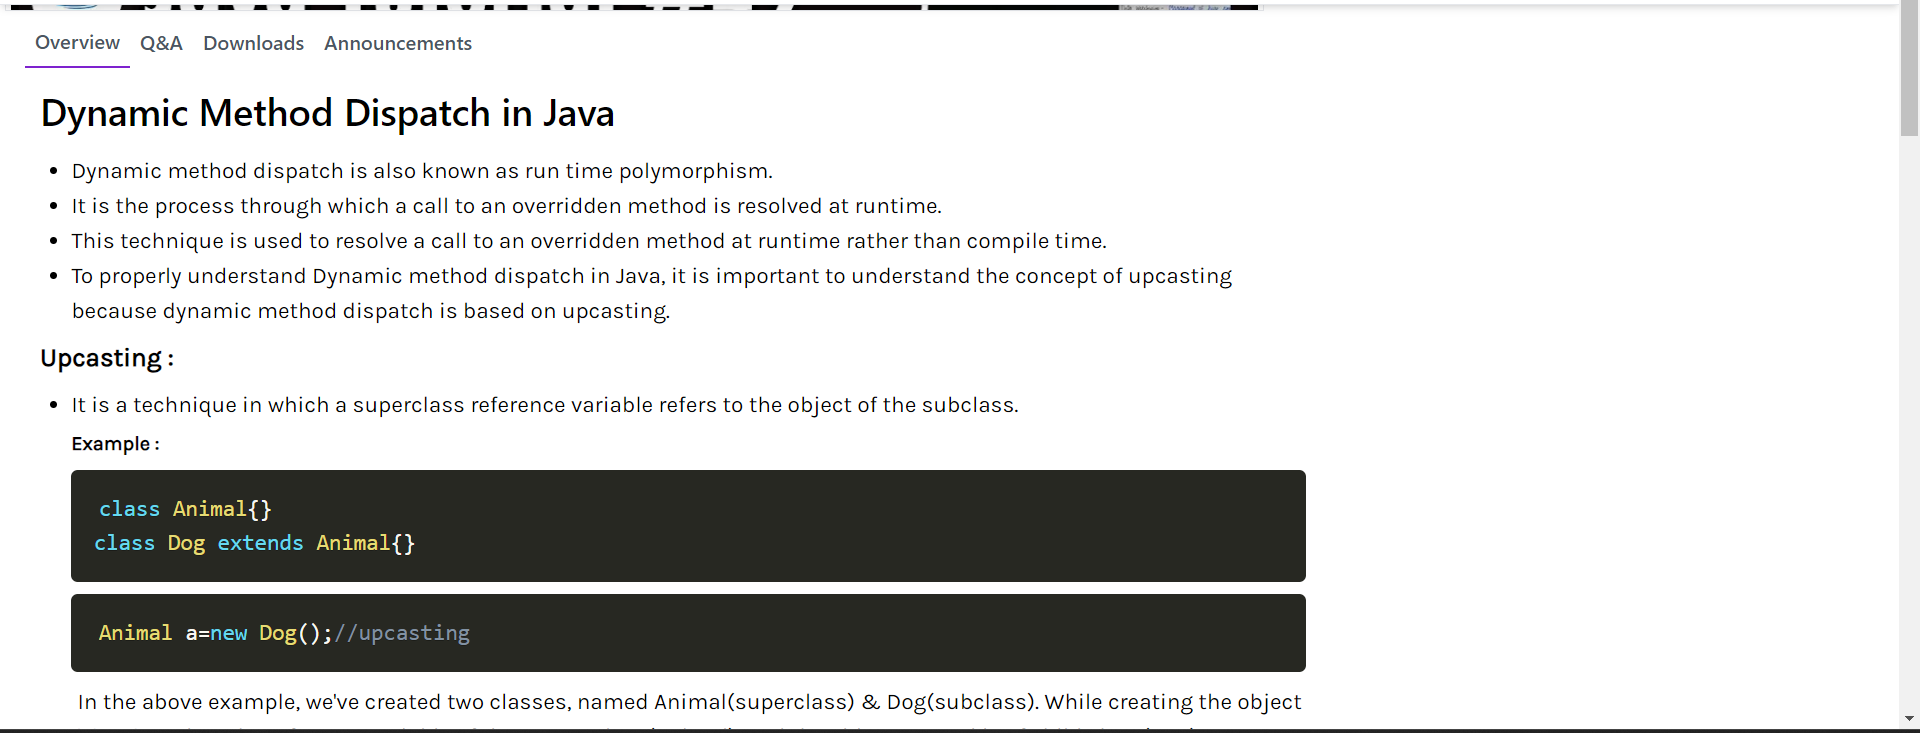 Overview Q&A Downloads Announcements
Dynamic Method Dispatch in Java
• Dynamic method dispatch is also known as run time polymorphism.
• It is the process through which a call to an overridden method is resolved at runtime.
• This technique is used to resolve a call to an overridden method at runtime rather than compile time.
• To properly understand Dynamic method dispatch in Java, it is important to understand the concept of upcasting
because dynamic method dispatch is based on upcasting.
Upcasting :
• It is a technique in which a superclass reference variable refers to the object of the subclass.
Example :
class Animal{}
class Dog extends Animal{}
Animal a=new Dog();//upcasting
In the above example, we've created two classes, named Animal(superclass) & Dog(subclass). While creating the object